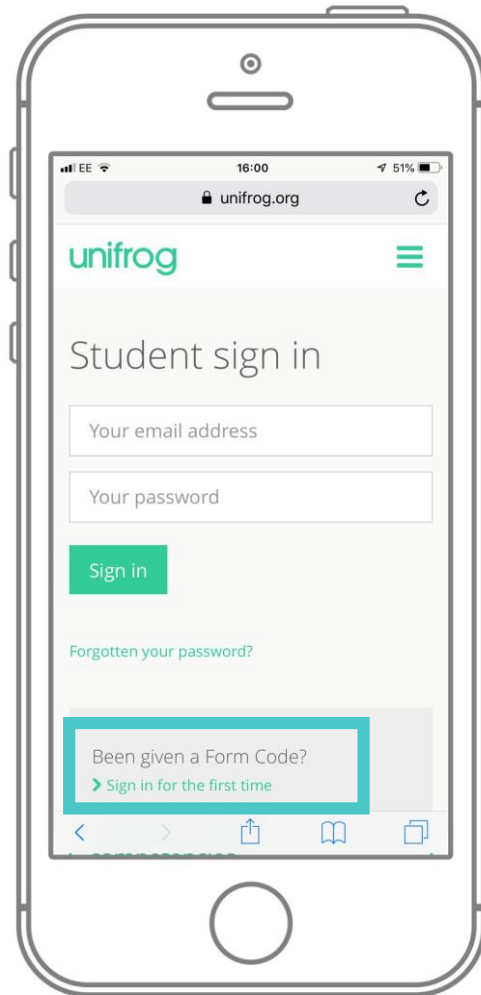 EE 16:00 51%
unifrog.org
unifrog
Student sign in
Your email address
Your password
Sign in
Forgotten your password?
Been given a Form Code?
Sign in for the first time